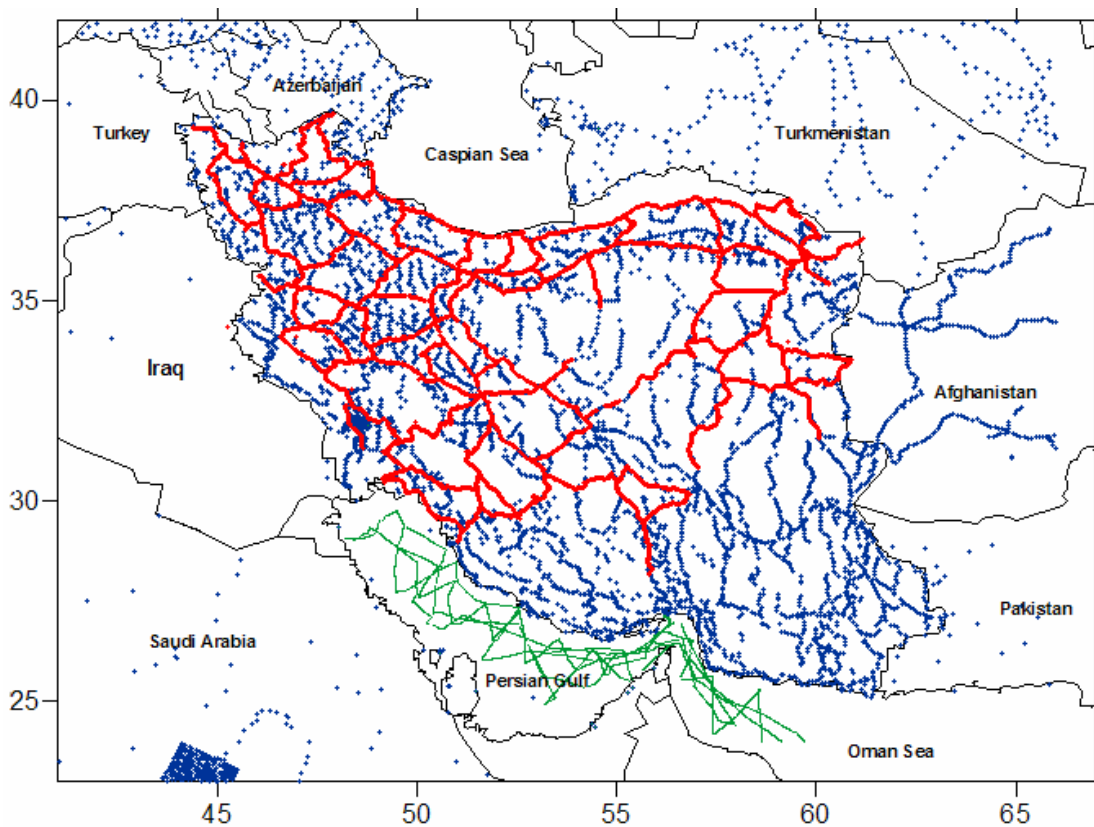 Azerbaijan
40
Turkey
Turkmenistan
Caspian Sea
35
Iraq
Afghanistan
30
Pakistan
Saudi Arabia
Persian Gulf
25
Oman Sea
45 50 55 60 65